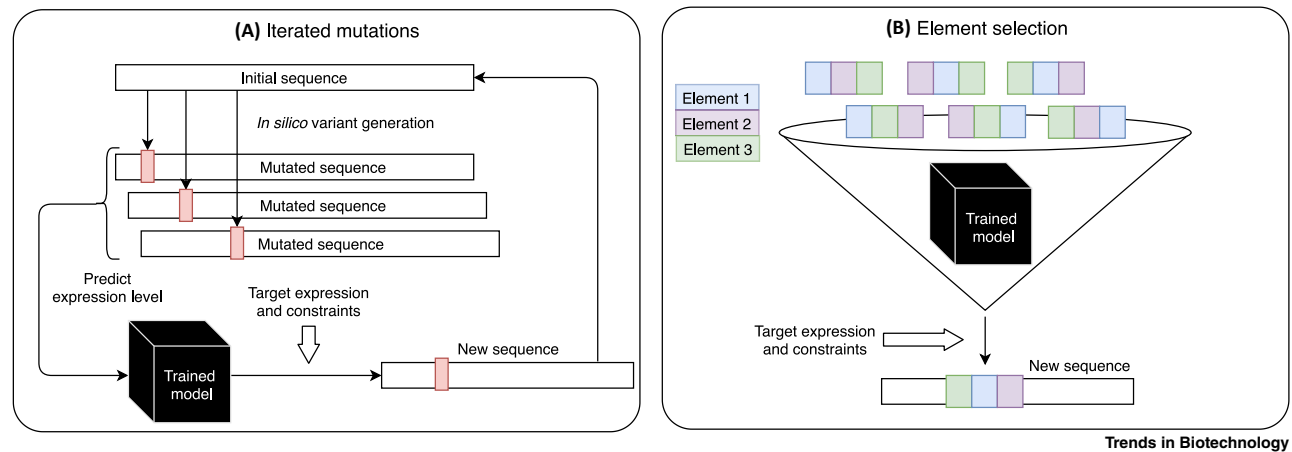 (A) Iterated mutations
Initial sequence
In silico variant generation
Mutated sequence
Mutated sequence
Mutated sequence
Predict
expression level
Target expression
and constraints
Trained
model
New sequence
(B) Element selection
Element 1
Element 2
Element 3
Trained
model
Target expression
and constraints
New sequence
Trends in Biotechnology